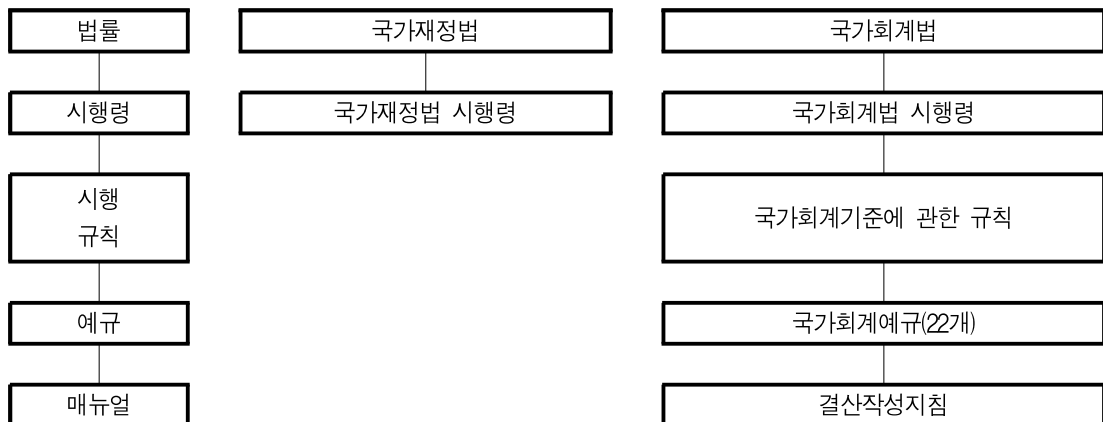 법률
국가재정법
국가회계법
시행령
국가재정법 시행령
국가회계법 시행령
시행
규칙
국가회계기준에 관한 규칙
예규
국가회계예규(22개)
매뉴얼
결산작성지침